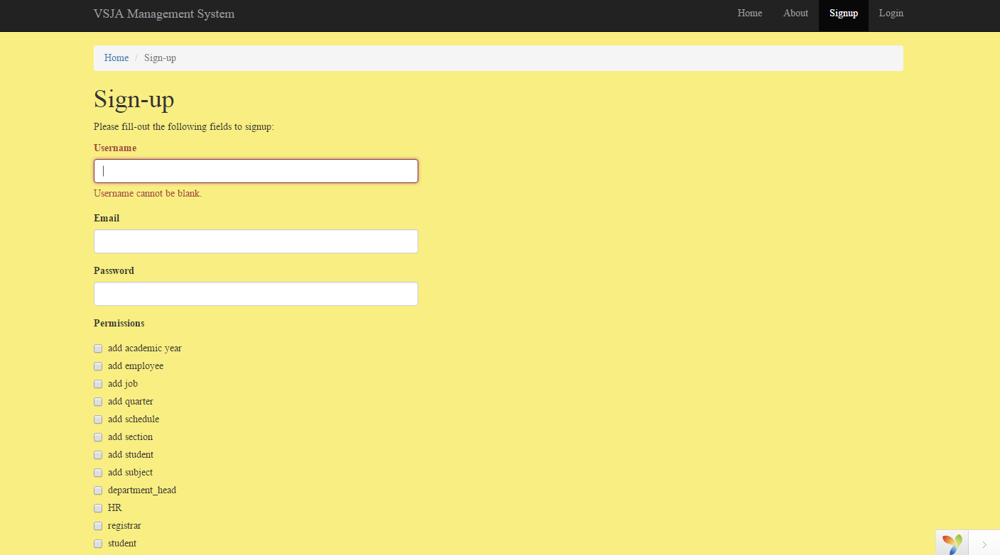 VSJA Management System Home About Signup Login
Home / Sign-up
Sign-up
Please fill-out the following fields to signup:
Username
Username cannot be blank.
Email
Password
Permissions
add academic year
add employee
add job
add quarter
add schedule
add section
add student
add subject
department_head
HR
registrar
student